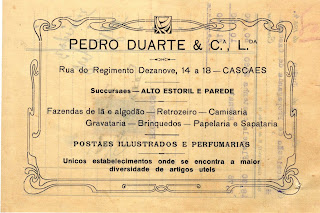 PEDRO DUARTE & C.ª, L.DA
Rua do Regimento Dezanove, 14 a 18 — CASCAES
Succursaes — ALTO ESTORIL E PAREDE
Fazendas de lã e algodão — Retrozeiro — Camisaria
Gravataria — Brinquedos — Papelaria e Sapataria
POSTAES ILLUSTRADOS E PERFUMARIAS
Unicos estabelecimentos onde se encontra a maior
diversidade de artigos uteis